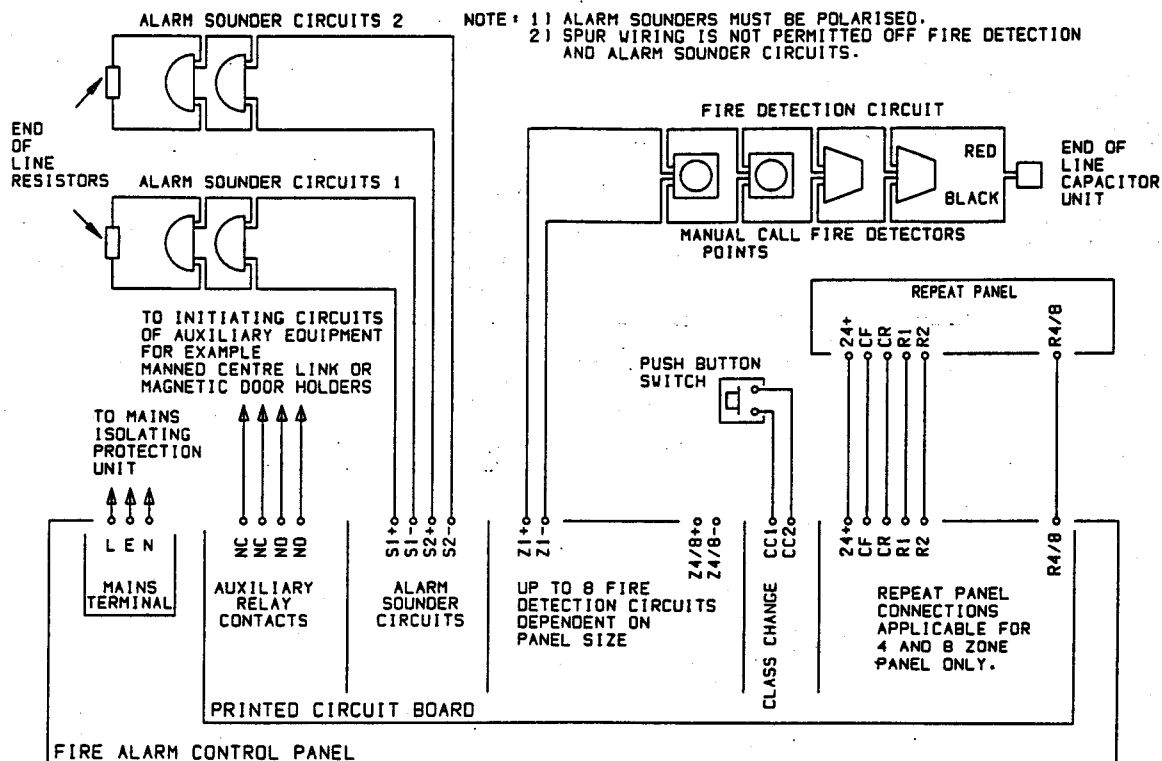 ALARM SOUNDER CIRCUITS 2
NOTE: 1) ALARM SOUNDERS MUST BE POLARISED.
2) SPUR WIRING IS NOT PERMITTED OFF FIRE DETECTION
AND ALARM SOUNDER CIRCUITS.
END
OF
LINE
RESISTORS
ALARM SOUNDER CIRCUITS 1
FIRE DETECTION CIRCUIT
RED
BLACK
END OF
LINE
CAPACITOR
UNIT
MANUAL CALL
POINTS
FIRE DETECTORS
TO INITIATING CIRCUITS
OF AUXILIARY EQUIPMENT
FOR EXAMPLE
MANNED CENTRE LINK OR
MAGNETIC DOOR HOLDERS
REPEAT PANEL
24+
CF
CR
R1
R2
R4/8
PUSH BUTTON
SWITCH
TO MAINS
ISOLATING
PROTECTION
UNIT
L E N
MAINS
TERMINAL
NC
NC
NO
NO
AUXILIARY
RELAY
CONTACTS
S1+
S1-
S2+
S2-
ALARM
SOUNDER
CIRCUITS
Z1+
Z1-
Z4/8+
Z4/8-
UP TO 8 FIRE
DETECTION CIRCUITS
DEPENDENT ON
PANEL SIZE
CC1
CC2
CLASS CHANGE
24+
CF
CR
R1
R2
R4/8
REPEAT PANEL
CONNECTIONS
APPLICABLE FOR
4 AND 8 ZONE
PANEL ONLY.
PRINTED CIRCUIT BOARD
FIRE ALARM CONTROL PANEL